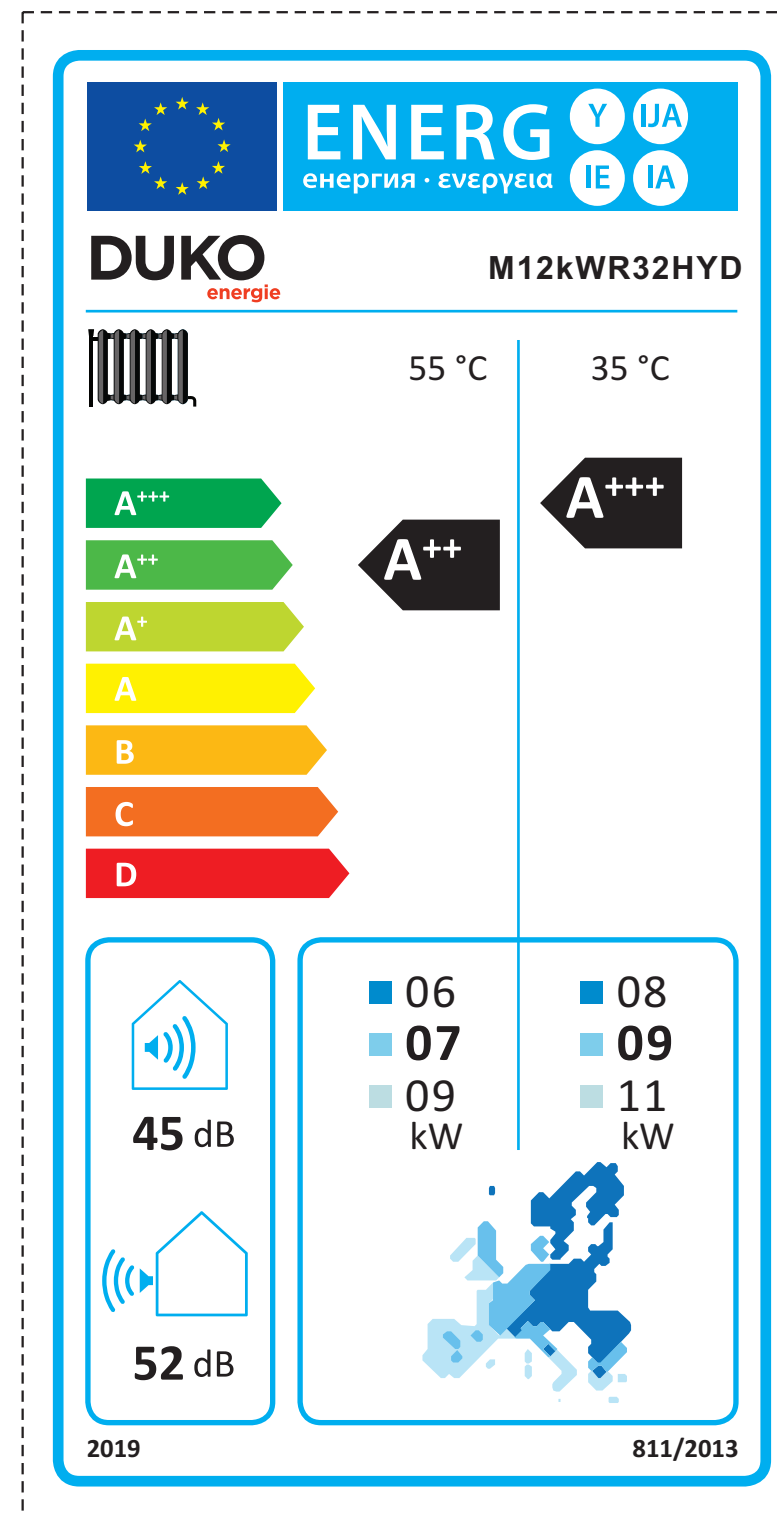 ENERG Y IJA
енергия · ενεργεια IE IA
DUKO
energie
M12kWR32HYD
55 °C 35 °C
A+++
A++
A+
A
B
C
D
A++
A+++
45 dB
52 dB
06
07
09
kW
08
09
11
kW
2019 811/2013